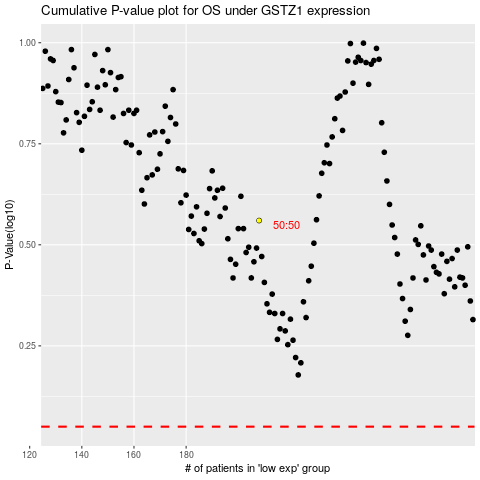 Cumulative P-value plot for OS under GSTZ1 expression
P-Value(log10)
1.00
0.75
0.50
0.25
50:50
120 140 160 180
# of patients in 'low exp' group